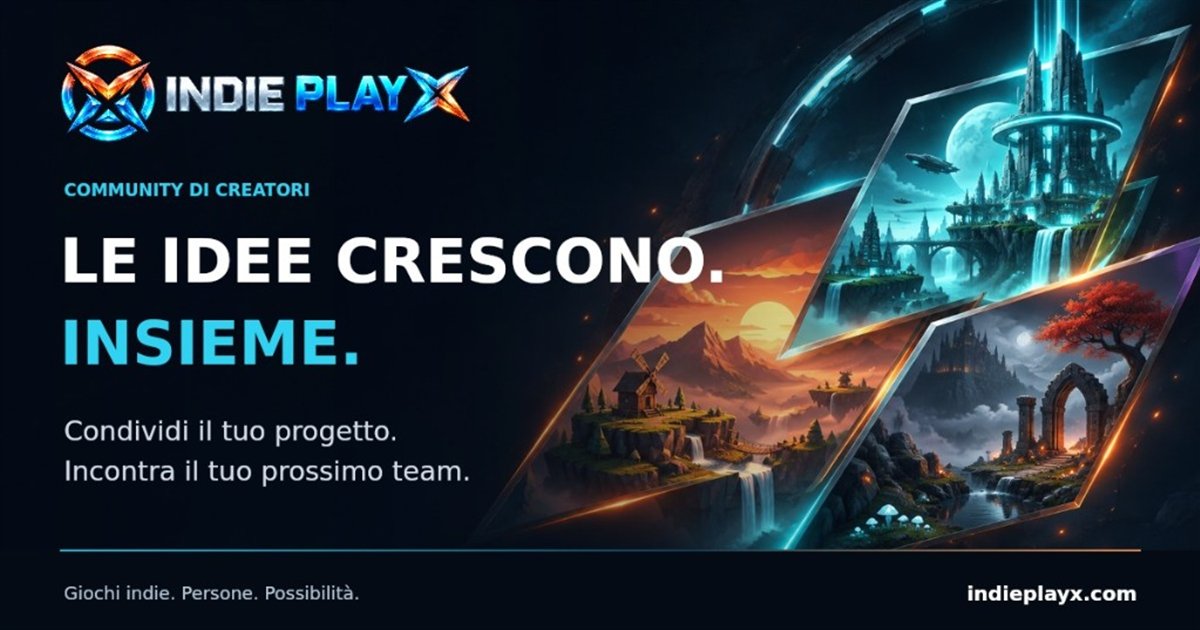 INDIE PLAYX
COMMUNITY DI CREATORI
LE IDEE CRESCONO.
INSIEME.
Condividi il tuo progetto.
Incontra il tuo prossimo team.
Giochi indie. Persone. Possibilità.
indieplayx.com